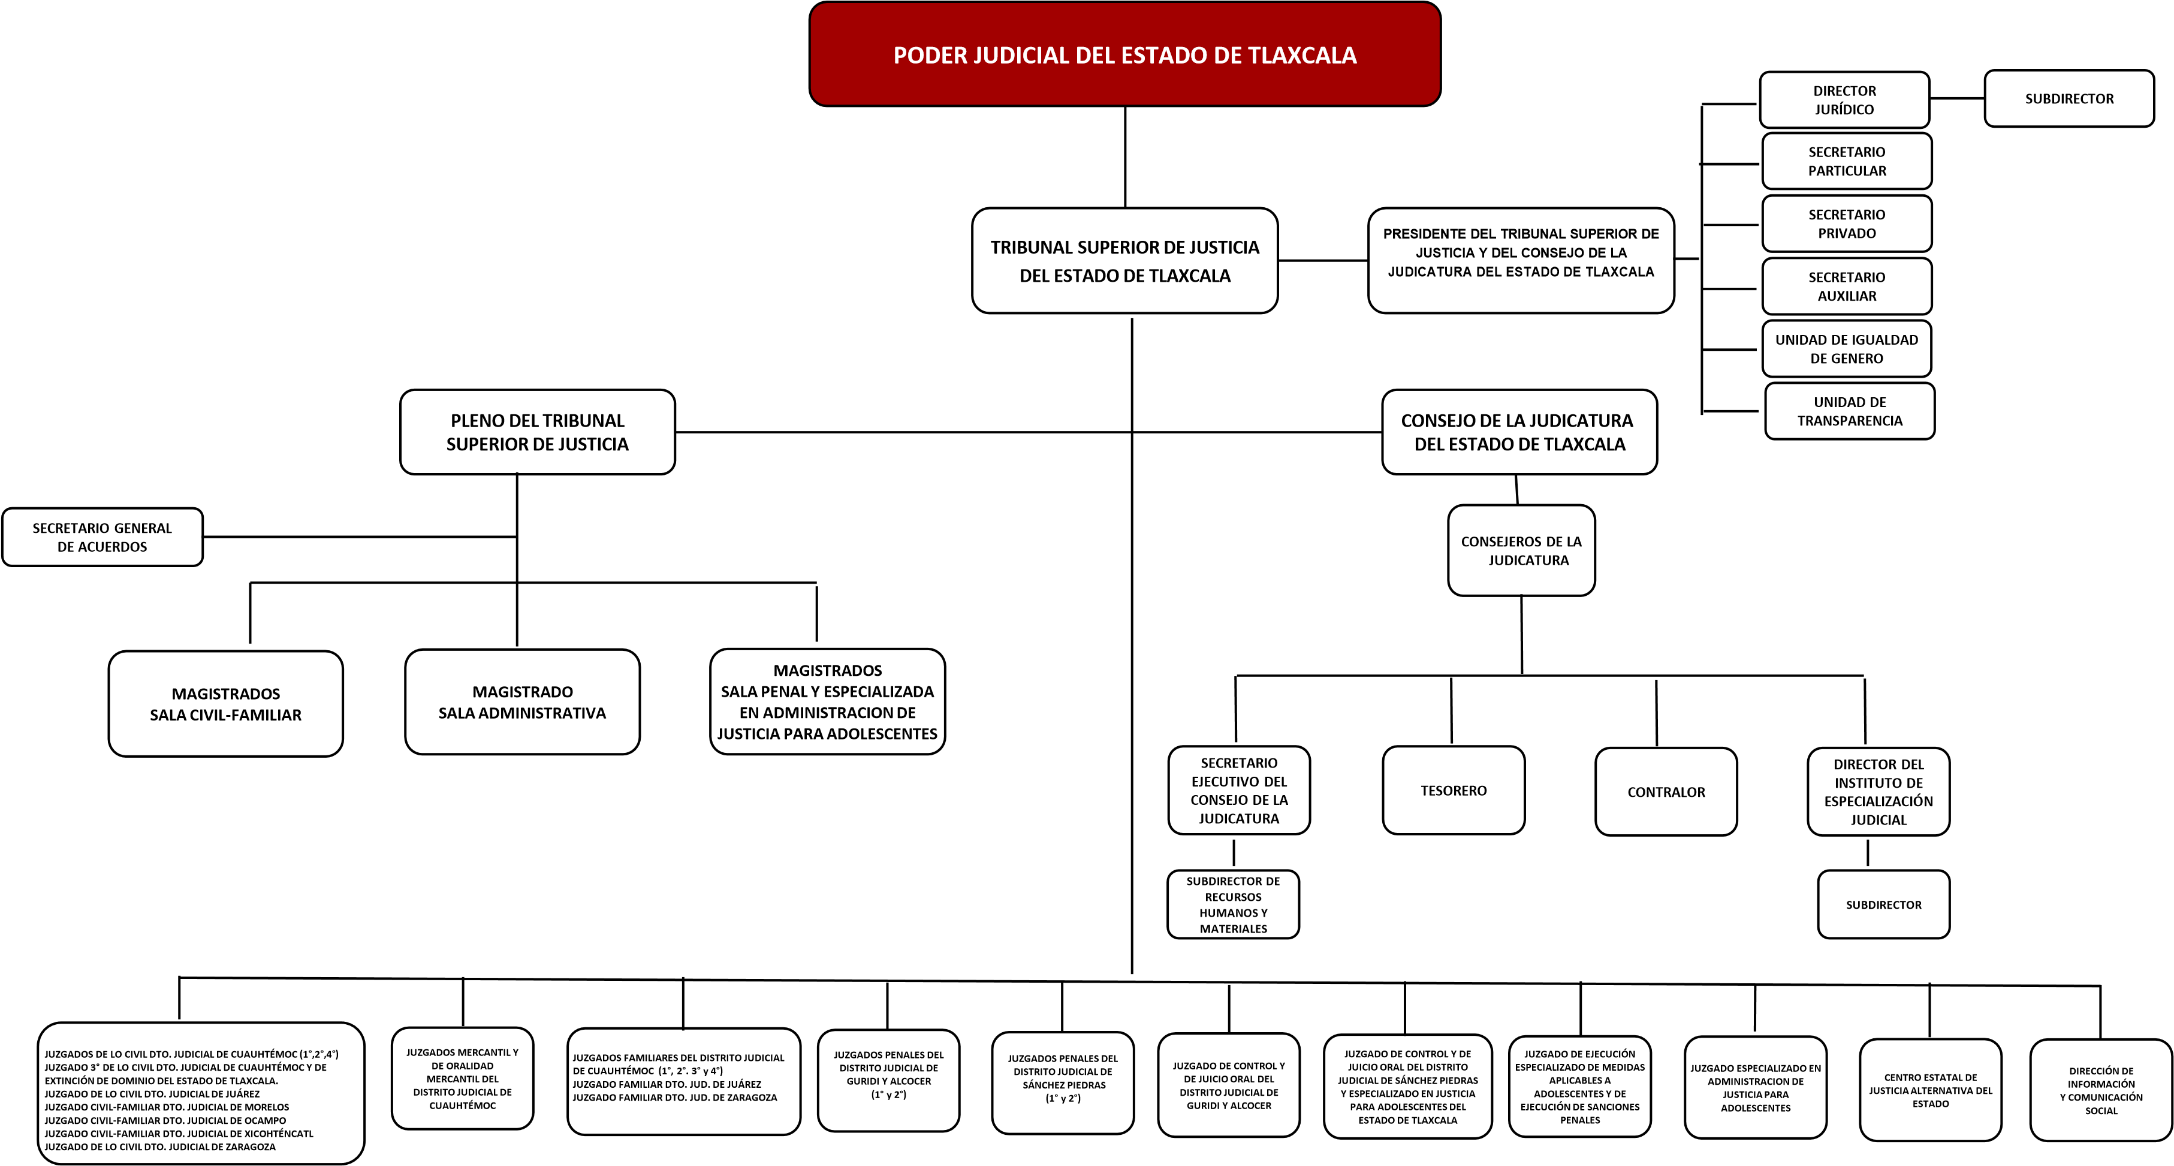 PODER JUDICIAL DEL ESTADO DE TLAXCALA
DIRECTOR
JURÍDICO
SUBDIRECTOR
SECRETARIO
PARTICULAR
SECRETARIO
PRIVADO
SECRETARIO
AUXILIAR
UNIDAD DE IGUALDAD
DE GENERO
UNIDAD DE
TRANSPARENCIA
TRIBUNAL SUPERIOR DE JUSTICIA
DEL ESTADO DE TLAXCALA
PRESIDENTE DEL TRIBUNAL SUPERIOR DE
JUSTICIA Y DEL CONSEJO DE LA
JUDICATURA DEL ESTADO DE TLAXCALA
PLENO DEL TRIBUNAL
SUPERIOR DE JUSTICIA
CONSEJO DE LA JUDICATURA
DEL ESTADO DE TLAXCALA
SECRETARIO GENERAL
DE ACUERDOS
CONSEJEROS DE LA
JUDICATURA
MAGISTRADOS
SALA CIVIL-FAMILIAR
MAGISTRADO
SALA ADMINISTRATIVA
MAGISTRADOS
SALA PENAL Y ESPECIALIZADA
EN ADMINISTRACION DE
JUSTICIA PARA ADOLESCENTES
SECRETARIO
EJECUTIVO DEL
CONSEJO DE LA
JUDICATURA
TESORERO
CONTRALOR
DIRECTOR DEL
INSTITUTO DE
ESPECIALIZACIÓN
JUDICIAL
SUBDIRECTOR DE
RECURSOS
HUMANOS Y
MATERIALES
SUBDIRECTOR
JUZGADOS DE LO CIVIL DTO. JUDICIAL DE CUAUHTÉMOC (1°,2°,4°)
JUZGADO 3° DE LO CIVIL DTO. JUDICIAL DE CUAUHTÉMOC Y DE
EXTINCIÓN DE DOMINIO DEL ESTADO DE TLAXCALA.
JUZGADO DE LO CIVIL DTO. JUDICIAL DE JUÁREZ
JUZGADO CIVIL-FAMILIAR DTO. JUDICIAL DE MORELOS
JUZGADO CIVIL-FAMILIAR DTO. JUDICIAL DE OCAMPO
JUZGADO CIVIL-FAMILIAR DTO. JUDICIAL DE XICOHTÉNCATL
JUZGADO DE LO CIVIL DTO. JUDICIAL DE ZARAGOZA
JUZGADOS MERCANTIL Y
DE ORALIDAD
MERCANTIL DEL
DISTRITO JUDICIAL DE
CUAUHTÉMOC
JUZGADOS FAMILIARES DEL DISTRITO JUDICIAL
DE CUAUHTÉMOC (1°, 2°. 3° y 4°)
JUZGADO FAMILIAR DTO. JUD. DE JUÁREZ
JUZGADO FAMILIAR DTO. JUD. DE ZARAGOZA
JUZGADOS PENALES DEL
DISTRITO JUDICIAL DE
GURIDI Y ALCOCER
(1° y 2°)
JUZGADOS PENALES DEL
DISTRITO JUDICIAL DE
SÁNCHEZ PIEDRAS
(1° y 2°)
JUZGADO DE CONTROL Y
DE JUICIO ORAL DEL
DISTRITO JUDICIAL DE
GURIDI Y ALCOCER
JUZGADO DE CONTROL Y DE
JUICIO ORAL DEL DISTRITO
JUDICIAL DE SÁNCHEZ PIEDRAS
Y ESPECIALIZADO EN JUSTICIA
PARA ADOLESCENTES DEL
ESTADO DE TLAXCALA
JUZGADO DE EJECUCIÓN
ESPECIALIZADO DE MEDIDAS
APLICABLES A
ADOLESCENTES Y DE
EJECUCIÓN DE SANCIONES
PENALES
JUZGADO ESPECIALIZADO EN
ADMINISTRACION DE
JUSTICIA PARA
ADOLESCENTES
CENTRO ESTATAL DE
JUSTICIA ALTERNATIVA DEL
ESTADO
DIRECCIÓN DE
INFORMACIÓN
Y COMUNICACIÓN
SOCIAL